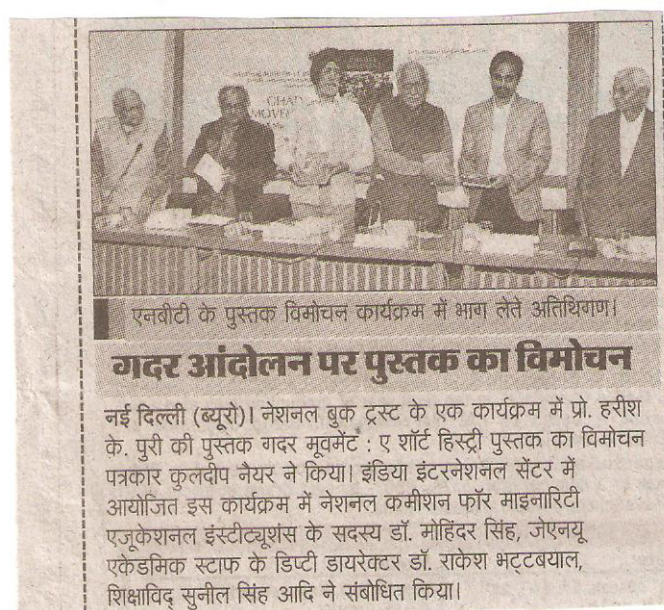 GHAD
MOVE
एनबीटी के पुस्तक विमोचन कार्यक्रम में भाग लेते अतिथिगण।
गदर आंदोलन पर पुस्तक का विमोचन
नई दिल्ली (ब्यूरो)। नेशनल बुक ट्रस्ट के एक कार्यक्रम में प्रो. हरीश
के. पुरी की पुस्तक गदर मूवमेंट : ए शॉर्ट हिस्ट्री पुस्तक का विमोचन
पत्रकार कुलदीप नैयर ने किया। इंडिया इंटरनेशनल सेंटर में
आयोजित इस कार्यक्रम में नेशनल कमीशन फॉर माइनारिटी
एजूकेशनल इंस्टीट्यूशंस के सदस्य डॉ. मोहिंदर सिंह, जेएनयू
एकेडमिक स्टाफ के डिप्टी डायरेक्टर डॉ. राकेश भट्टबयाल,
शिक्षाविद् सुनील सिंह आदि ने संबोधित किया।